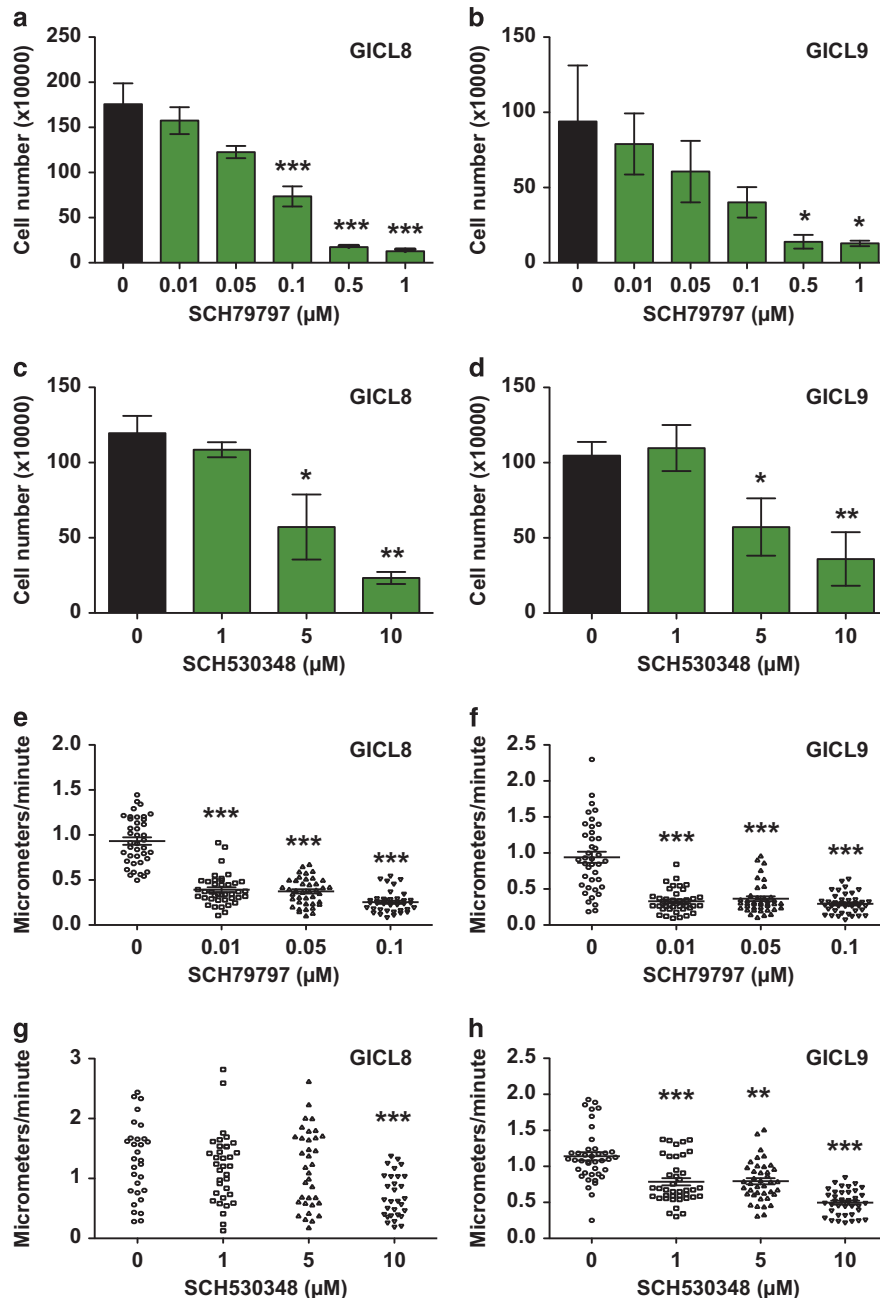 a
GICL8
Cell number (x10000)
250
200
150
100
50
0
***
***
***
0 0.01 0.05 0.1 0.5 1
SCH79797 (µM)
b
GICL9
Cell number (x10000)
150
100
50
0
* *
0 0.01 0.05 0.1 0.5 1
SCH79797 (µM)
c
GICL8
Cell number (x10000)
150
100
50
0
*
**
0 1 5 10
SCH530348 (µM)
d
GICL9
Cell number (x10000)
150
100
50
0
*
**
0 1 5 10
SCH530348 (µM)
e
GICL8
Micrometers/minute
2.0
1.5
1.0
0.5
0.0
***
***
***
0 0.01 0.05 0.1
SCH79797 (µM)
f
GICL9
Micrometers/minute
2.5
2.0
1.5
1.0
0.5
0.0
***
***
***
0 0.01 0.05 0.1
SCH79797 (µM)
g
GICL8
Micrometers/minute
3
2
1
0
***
0 1 5 10
SCH530348 (µM)
h
GICL9
Micrometers/minute
2.5
2.0
1.5
1.0
0.5
0.0
***
**
***
0 1 5 10
SCH530348 (µM)